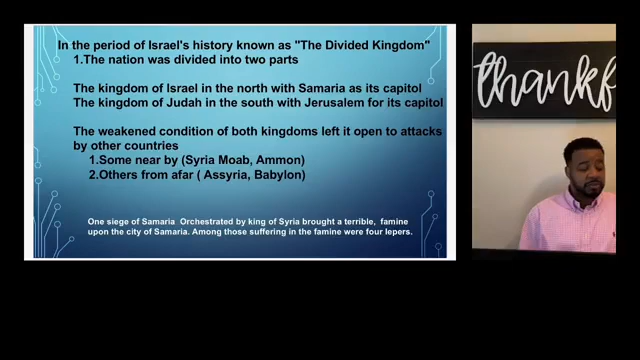 In the period of Israel's history known as "The Divided Kingdom"
1.The nation was divided into two parts
The kingdom of Israel in the north with Samaria as its capitol
The kingdom of Judah in the south with Jerusalem for its capitol
The weakened condition of both kingdoms left it open to attacks
by other countries
1.Some near by (Syria Moab, Ammon)
2.Others from afar ( Assyria, Babylon)
One siege of Samaria Orchestrated by king of Syria brought a terrible, famine
upon the city of Samaria. Among those suffering in the famine were four lepers.
thankf